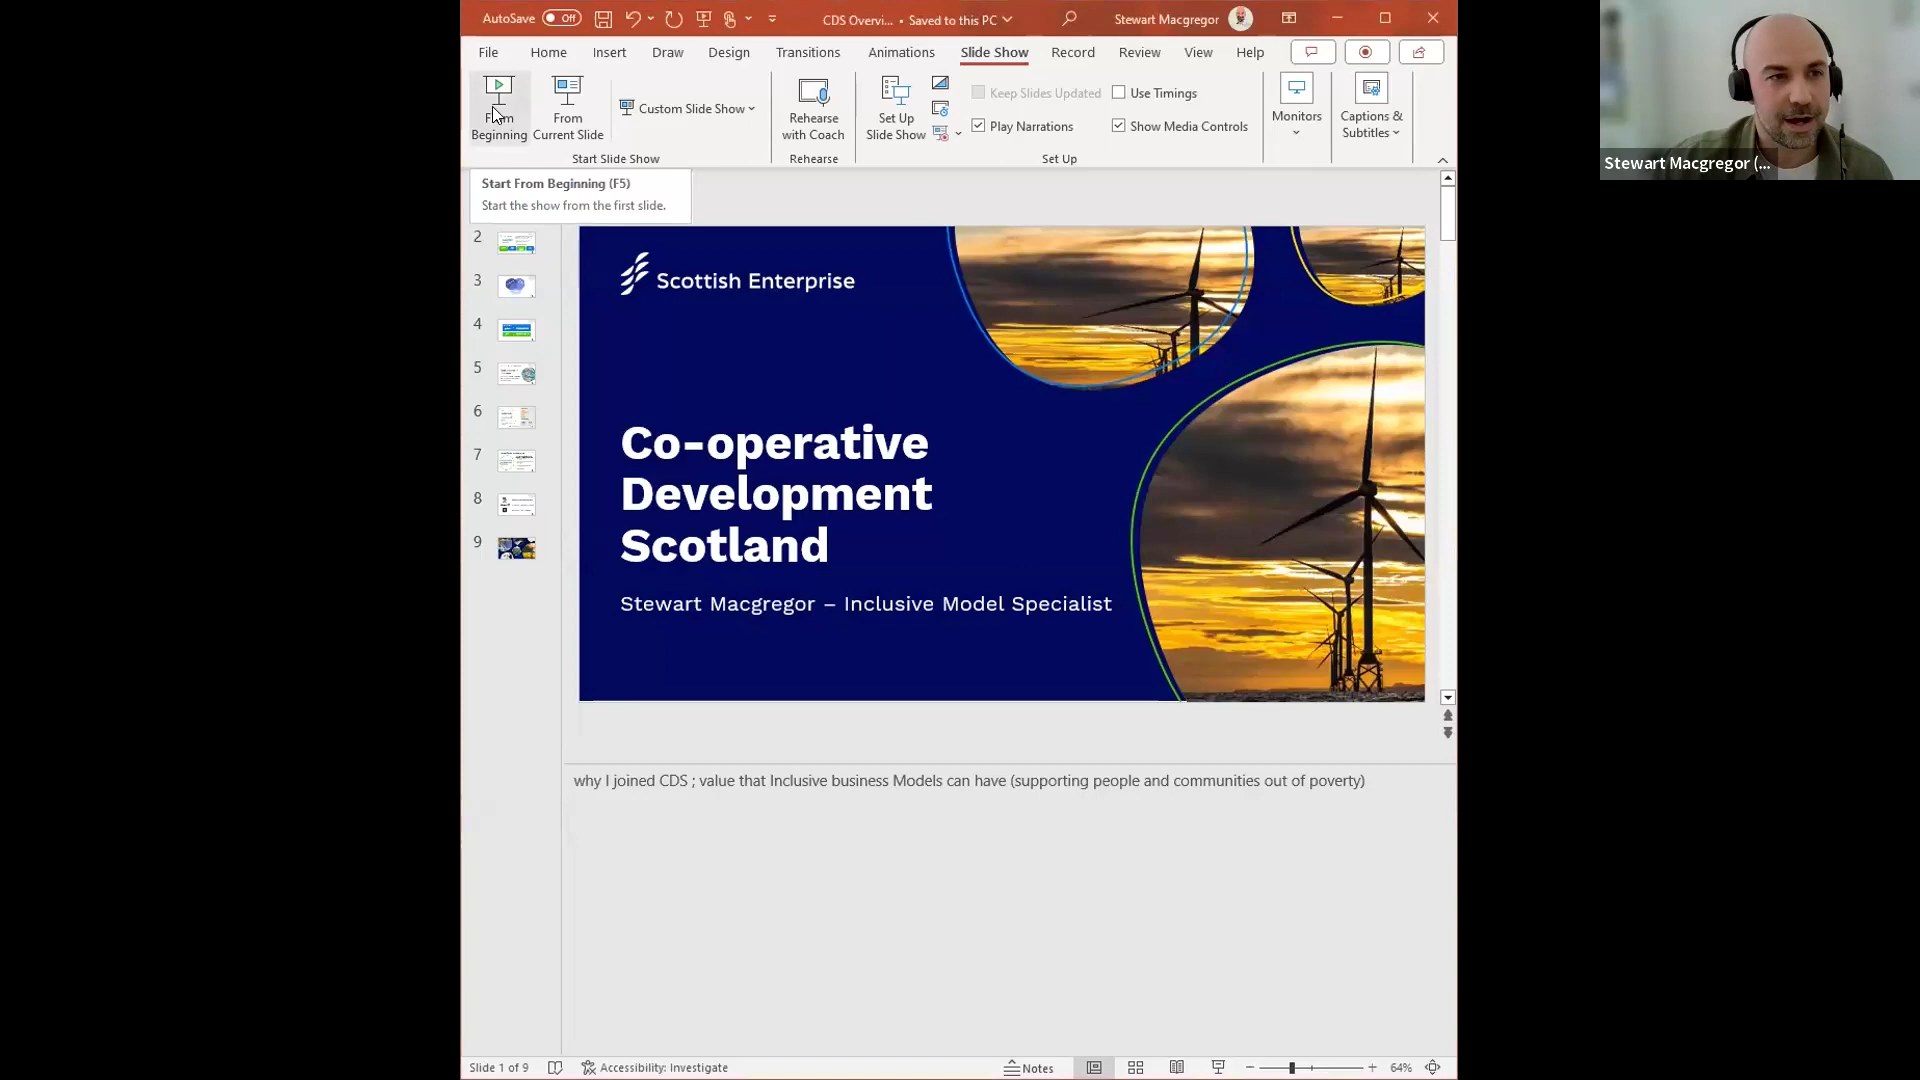 AutoSave Off CDS Overvi... • Saved to this PC Stewart Macgregor
File Home Insert Draw Design Transitions Animations Slide Show Record Review View Help
From Beginning
From Current Slide
Custom Slide Show
Rehearse with Coach
Set Up Slide Show
Keep Slides Updated
Use Timings
Play Narrations
Show Media Controls
Monitors
Captions & Subtitles
Start Slide Show
Rehearse
Set Up
Start From Beginning (F5)
Start the show from the first slide.
2
3
4
5
6
7
8
9
Scottish Enterprise
Co-operative
Development
Scotland
Stewart Macgregor – Inclusive Model Specialist
why I joined CDS ; value that Inclusive business Models can have (supporting people and communities out of poverty)
Slide 1 of 9 Accessibility: Investigate Notes 64%
Stewart Macgregor (...